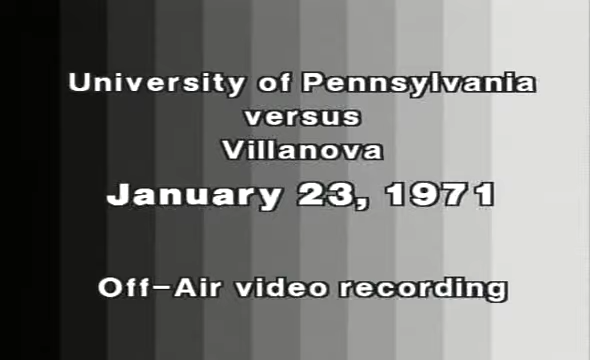 University of Pennsylvania
versus
Villanova
January 23, 1971
Off-Air video recording